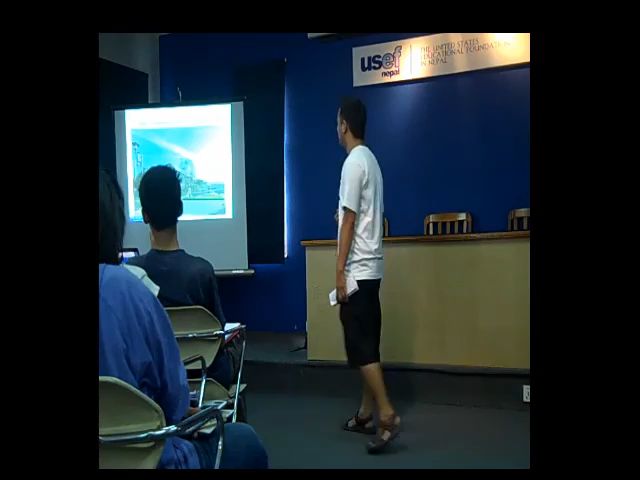 usef
nepal
THE UNITED STATES
EDUCATIONAL FOUNDATION
IN NEPAL